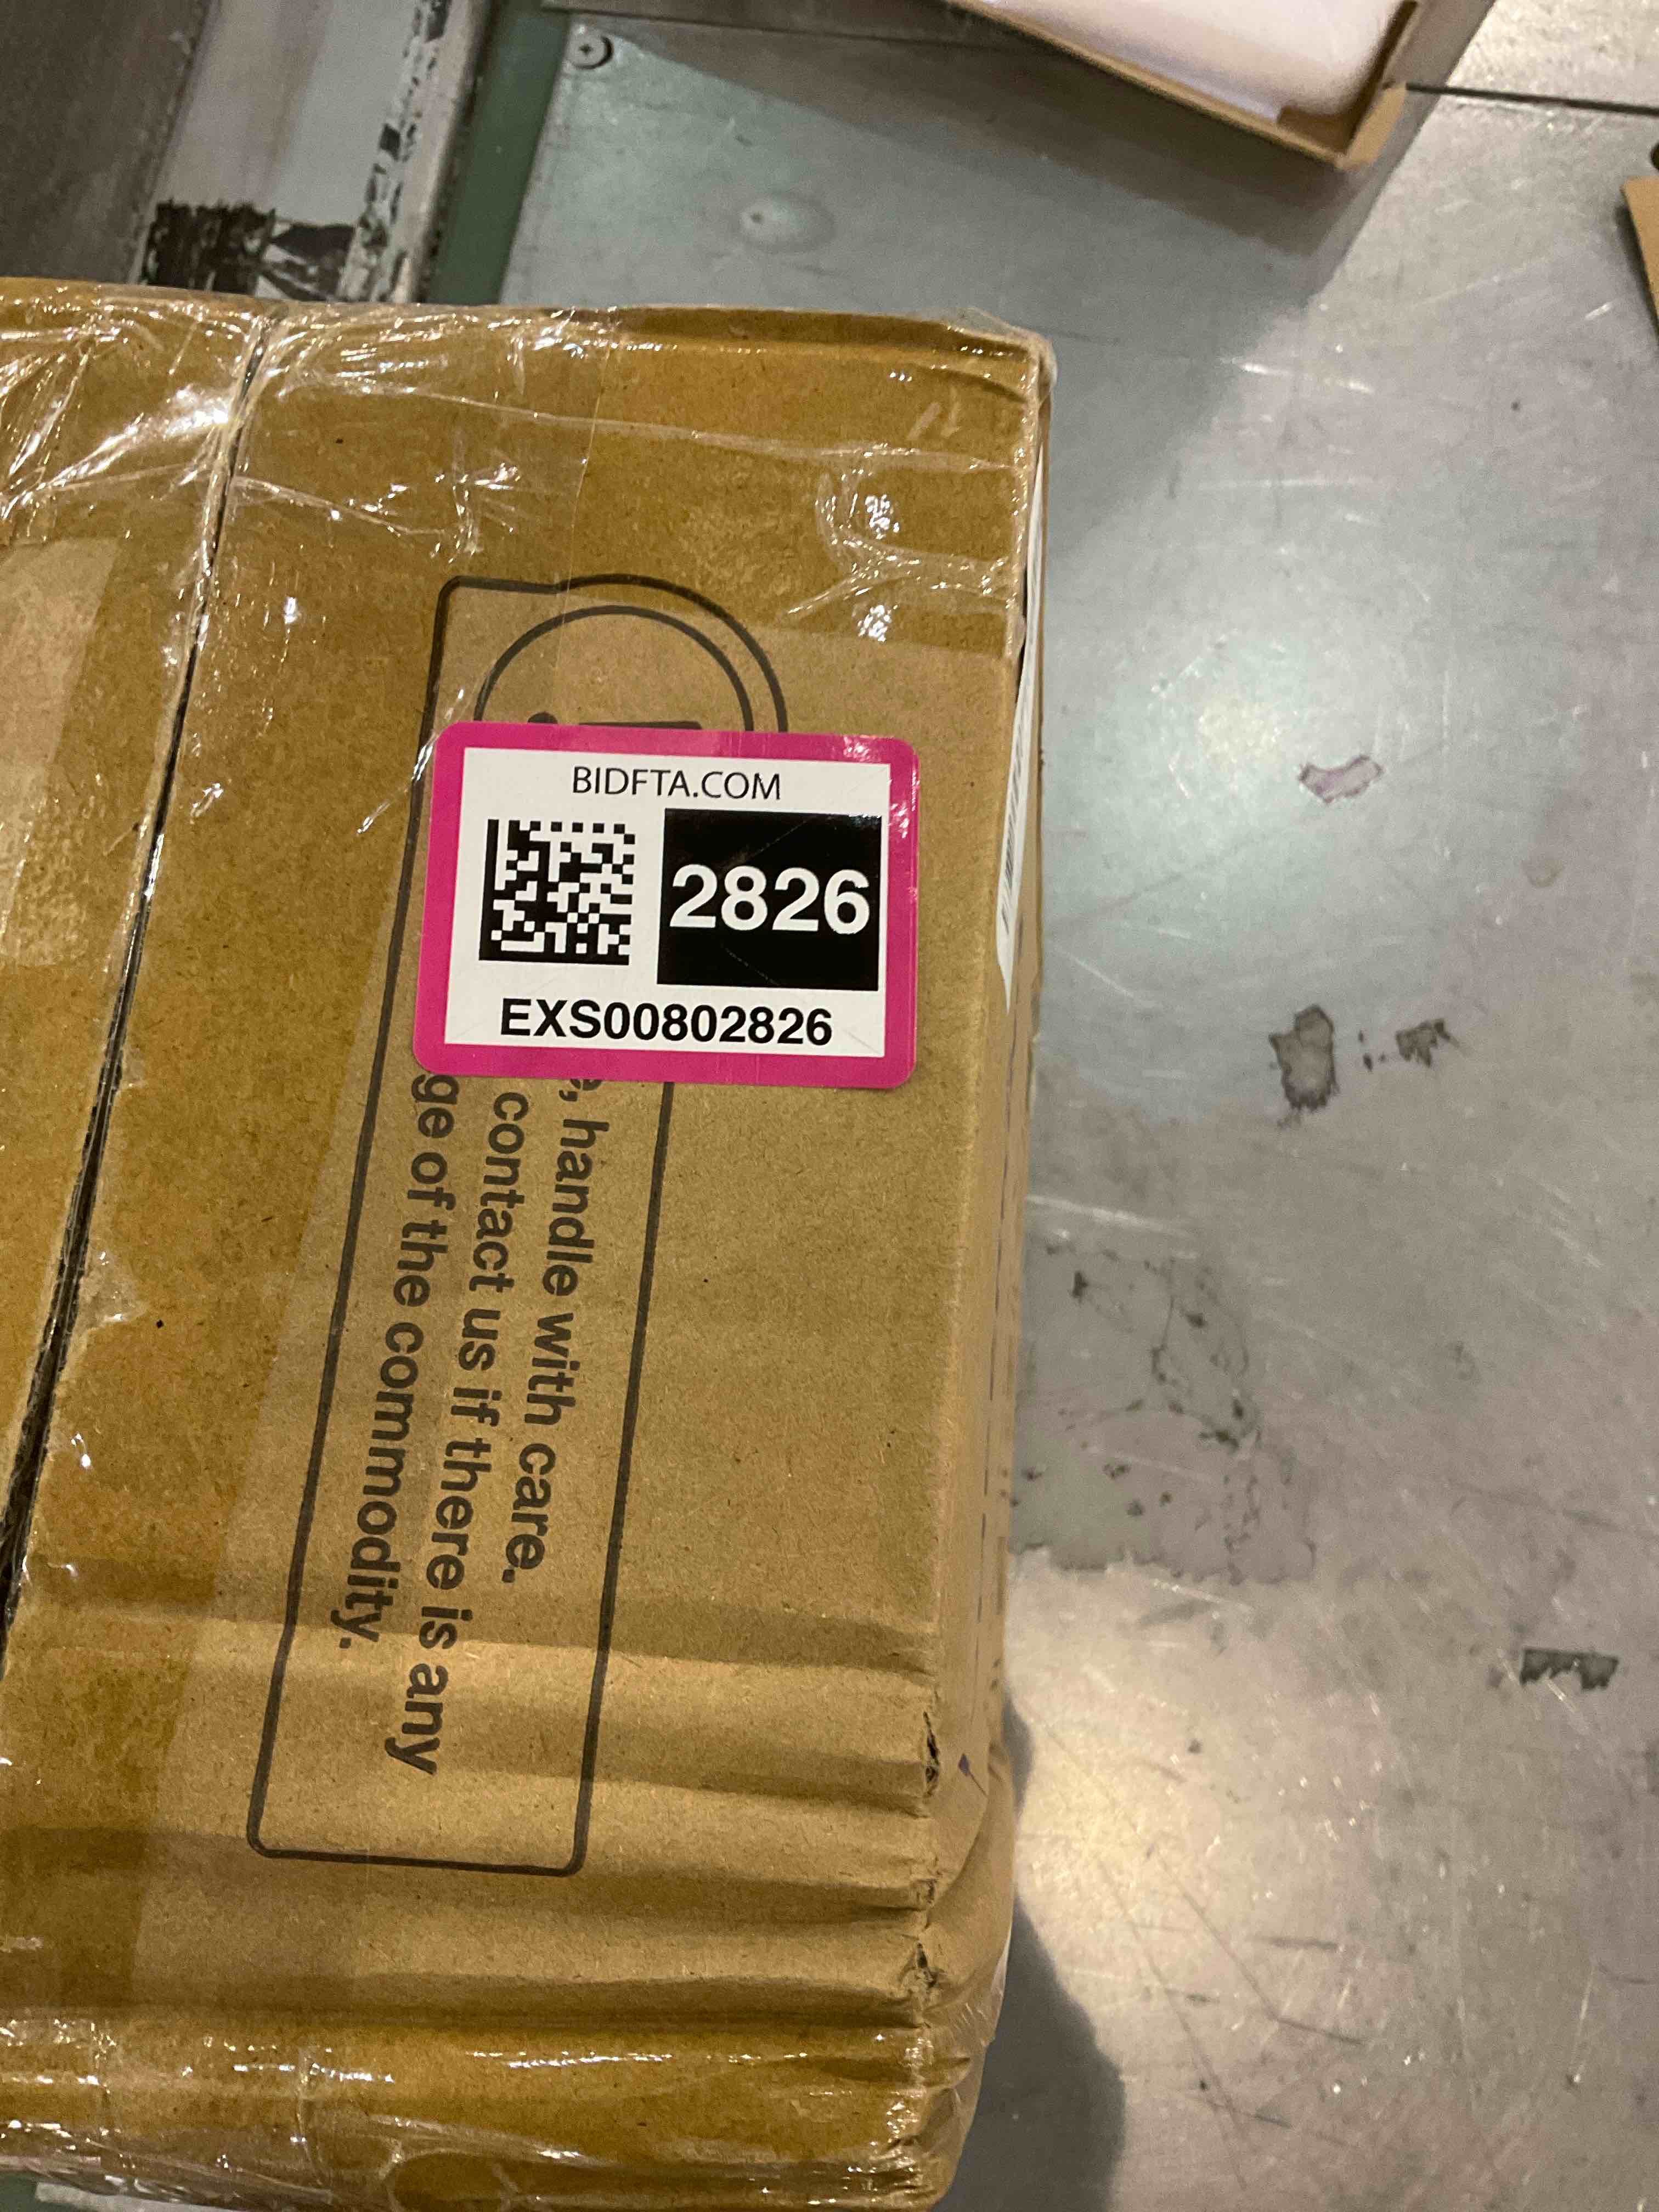 BIDFTA.COM
2826
EXS00802826
, handle with care.
contact us if there is any
ge of the commodity.